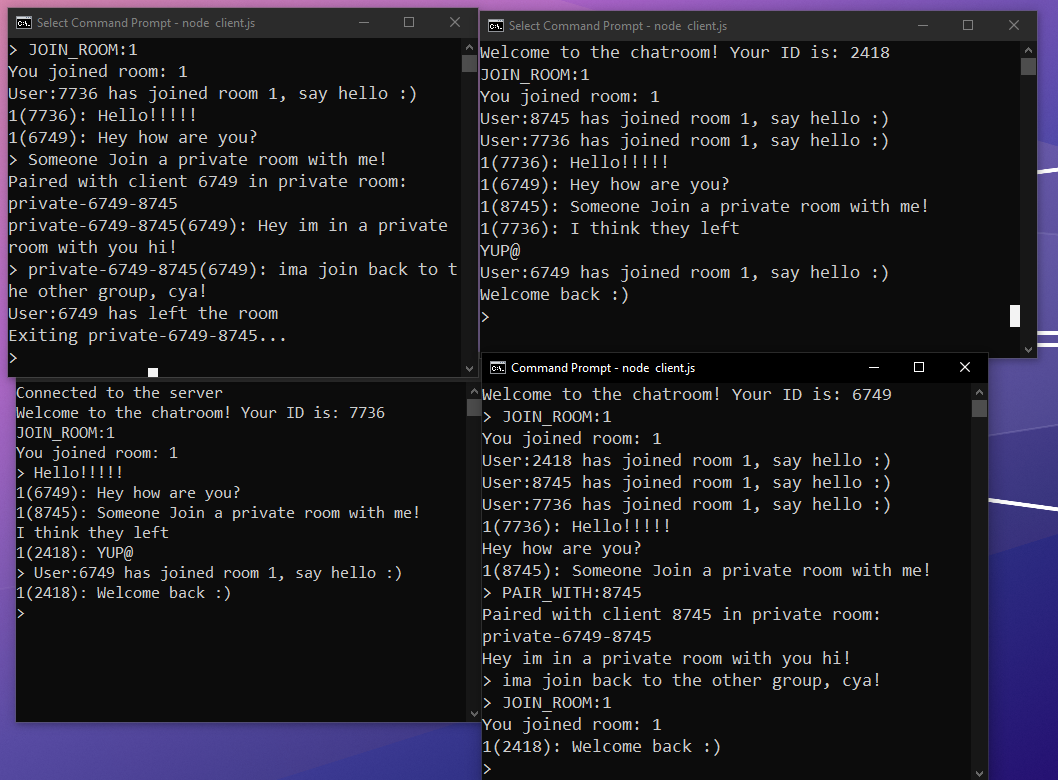 Select Command Prompt - node client.js
> JOIN_ROOM:1
You joined room: 1
User:7736 has joined room 1, say hello :)
1(7736): Hello!!!!!
1(6749): Hey how are you?
> Someone Join a private room with me!
Paired with client 6749 in private room:
private-6749-8745
private-6749-8745(6749): Hey im in a private
room with you hi!
> private-6749-8745(6749): ima join back to t
he other group, cya!
User:6749 has left the room
Exiting private-6749-8745...
>
Select Command Prompt - node client.js
Welcome to the chatroom! Your ID is: 2418
JOIN_ROOM:1
You joined room: 1
User:8745 has joined room 1, say hello :)
User:7736 has joined room 1, say hello :)
1(7736): Hello!!!!!
1(6749): Hey how are you?
1(8745): Someone Join a private room with me!
1(7736): I think they left
YUP@
User:6749 has joined room 1, say hello :)
Welcome back :)
>
Connected to the server
Welcome to the chatroom! Your ID is: 7736
JOIN_ROOM:1
You joined room: 1
> Hello!!!!!
1(6749): Hey how are you?
1(8745): Someone Join a private room with me!
I think they left
1(2418): YUP@
> User:6749 has joined room 1, say hello :)
1(2418): Welcome back :)
>
Command Prompt - node client.js
Welcome to the chatroom! Your ID is: 6749
> JOIN_ROOM:1
You joined room: 1
User:2418 has joined room 1, say hello :)
User:8745 has joined room 1, say hello :)
User:7736 has joined room 1, say hello :)
1(7736): Hello!!!!!
Hey how are you?
1(8745): Someone Join a private room with me!
> PAIR_WITH:8745
Paired with client 8745 in private room:
private-6749-8745
Hey im in a private room with you hi!
> ima join back to the other group, cya!
> JOIN_ROOM:1
You joined room: 1
1(2418): Welcome back :)
>